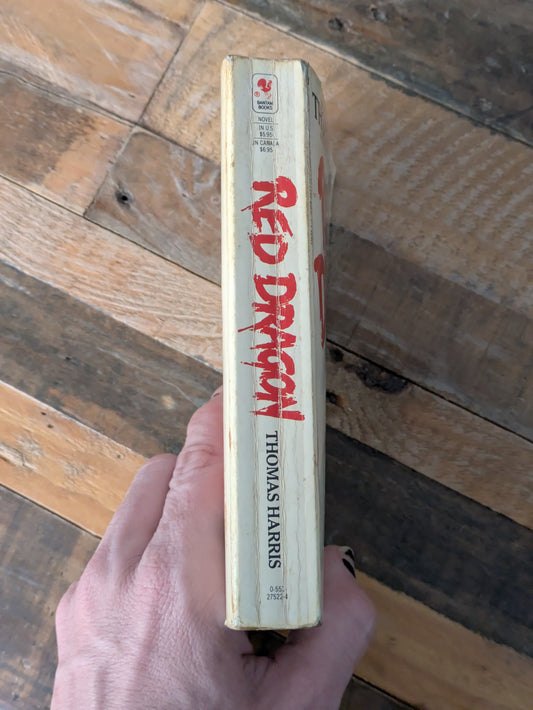 BANTAM
BOOKS
NOVEL
IN U.S.
$5.95
IN CANADA
$6.95
RED DRAGON
THOMAS HARRIS
0-553-
27522-4
T